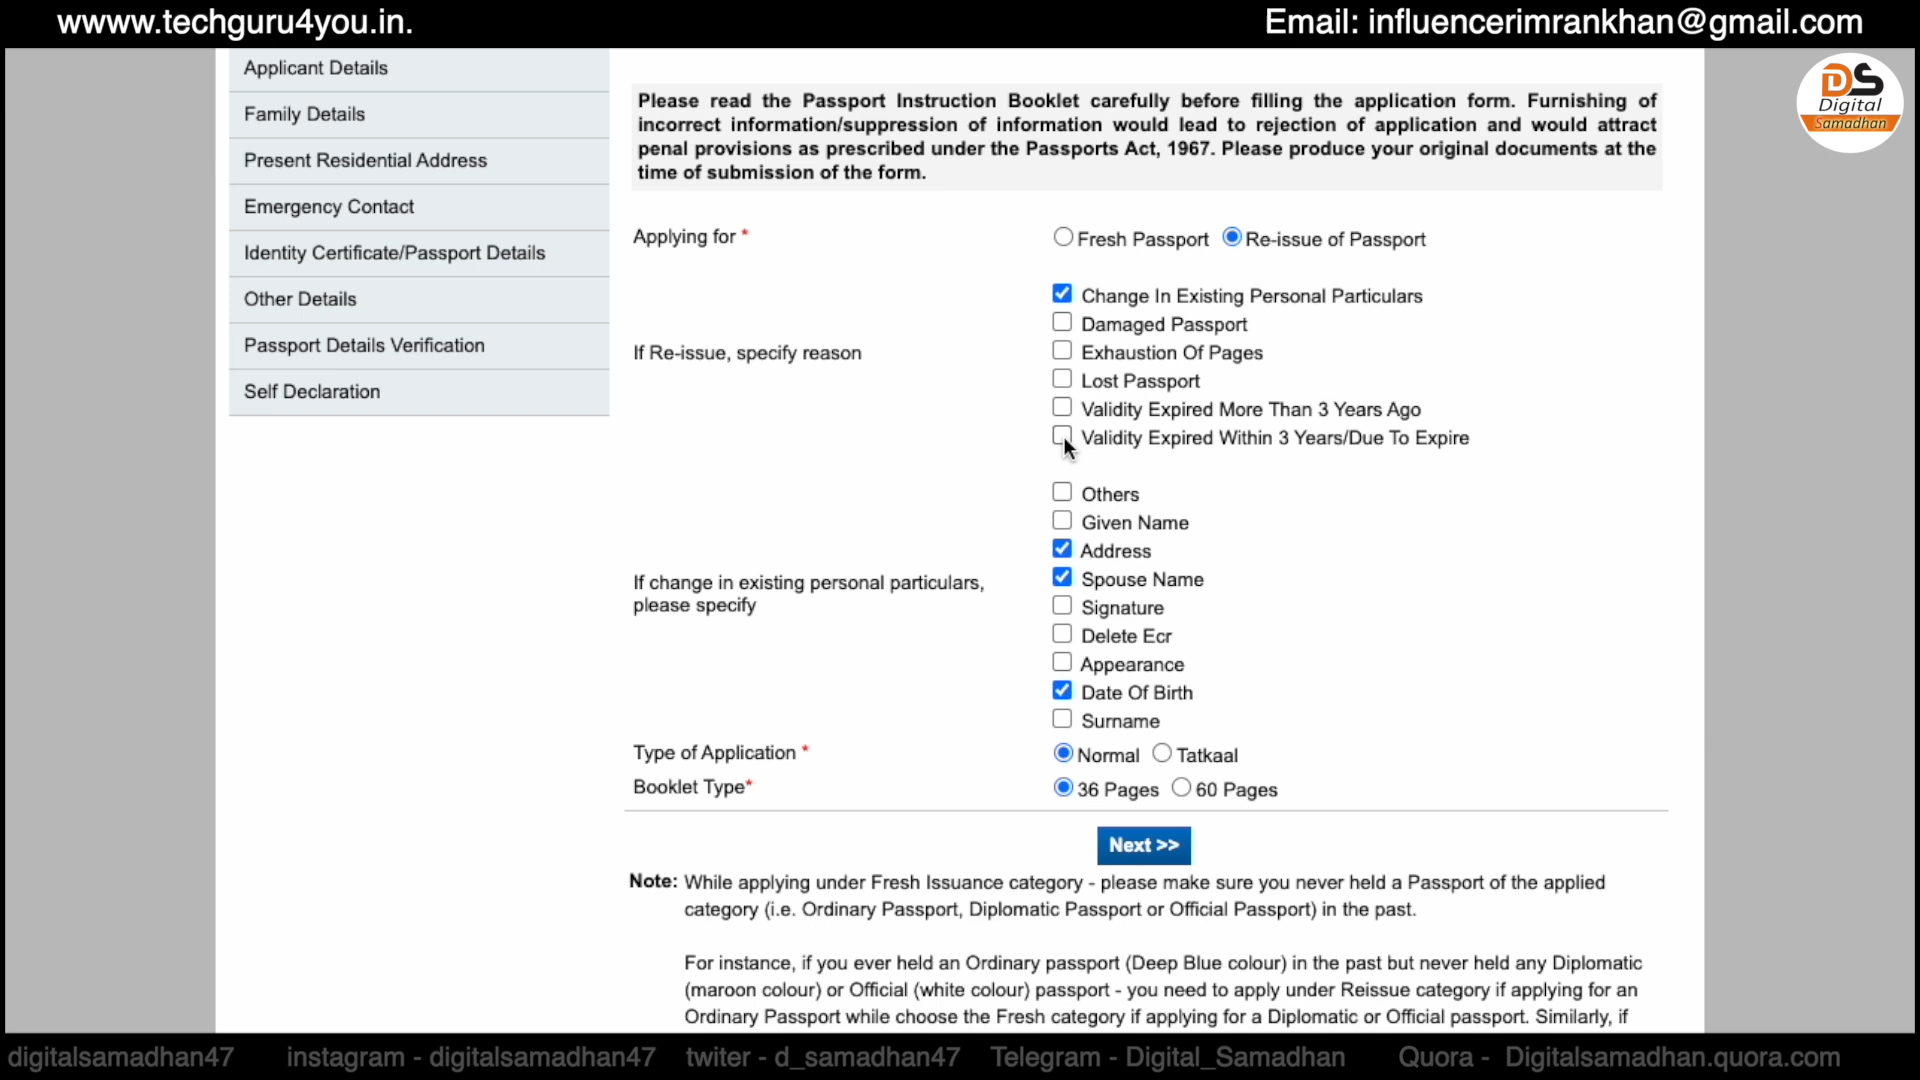 wwww.techguru4you.in.
Email: influencerimrankhan@gmail.com
DS
Digital
Samadhan
Applicant Details
Family Details
Present Residential Address
Emergency Contact
Identity Certificate/Passport Details
Other Details
Passport Details Verification
Self Declaration
Please read the Passport Instruction Booklet carefully before filling the application form. Furnishing of
incorrect information/suppression of information would lead to rejection of application and would attract
penal provisions as prescribed under the Passports Act, 1967. Please produce your original documents at the
time of submission of the form.
Applying for *
Fresh Passport Re-issue of Passport
If Re-issue, specify reason
Change In Existing Personal Particulars
Damaged Passport
Exhaustion Of Pages
Lost Passport
Validity Expired More Than 3 Years Ago
Validity Expired Within 3 Years/Due To Expire
If change in existing personal particulars,
please specify
Others
Given Name
Address
Spouse Name
Signature
Delete Ecr
Appearance
Date Of Birth
Surname
Type of Application *
Normal Tatkaal
Booklet Type*
36 Pages 60 Pages
Next >>
Note: While applying under Fresh Issuance category - please make sure you never held a Passport of the applied
category (i.e. Ordinary Passport, Diplomatic Passport or Official Passport) in the past.
For instance, if you ever held an Ordinary passport (Deep Blue colour) in the past but never held any Diplomatic
(maroon colour) or Official (white colour) passport - you need to apply under Reissue category if applying for an
Ordinary Passport while choose the Fresh category if applying for a Diplomatic or Official passport. Similarly, if
digitalsamadhan47 instagram - digitalsamadhan47 twiter - d_samadhan47 Telegram - Digital_Samadhan Quora - Digitalsamadhan.quora.com